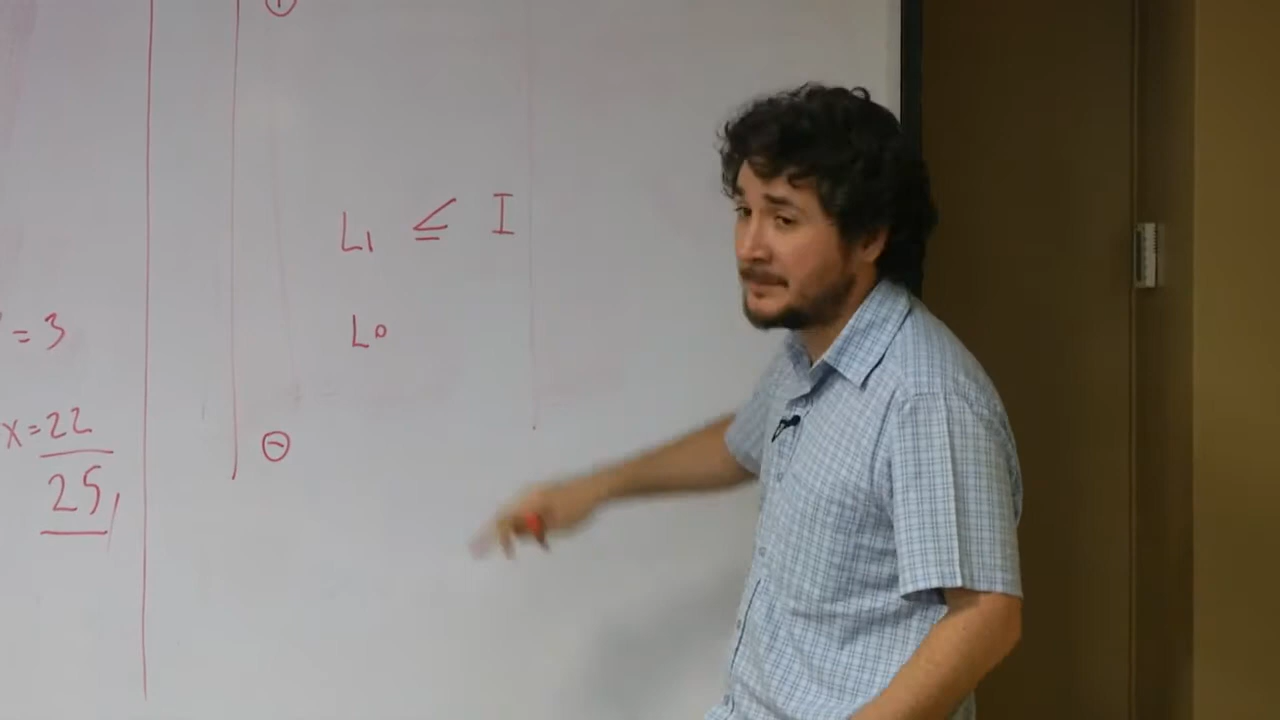 L1 ≤ I
L0
= 3
x = 22
25
⊖